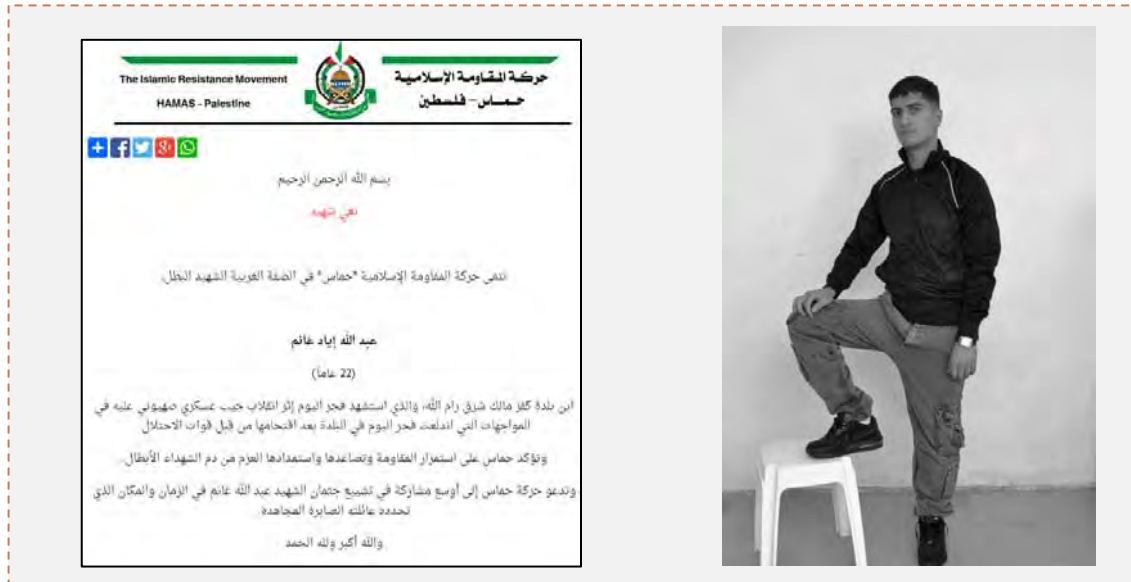 The Islamic Resistance Movement
HAMAS - Palestine
حركة المقاومة الإسلامية
حماس - فلسطين
بسم الله الرحمن الرحيم
نعي شهيد
تنعى حركة المقاومة الإسلامية "حماس" في الضفة الغربية الشهيد البطل:
عبد الله إياد غانم
(22 عاما)
ابن بلدة كفر مالك شرق رام الله، والذي استشهد فجر اليوم إثر انقلاب جيب عسكري صهيوني عليه في
المواجهات التي اندلعت فجر اليوم في البلدة بعد اقتحامها من قبل قوات الاحتلال
وتؤكد حماس على استمرار المقاومة وتصاعدها واستمدادها العزم من دم الشهداء الأبطال.
وتدعو حركة حماس إلى أوسع مشاركة في تشييع جثمان الشهيد عبد الله غانم في الزمان والمكان الذي
تحدده عائلته الصابرة المجاهدة
والله أكبر ولله الحمد